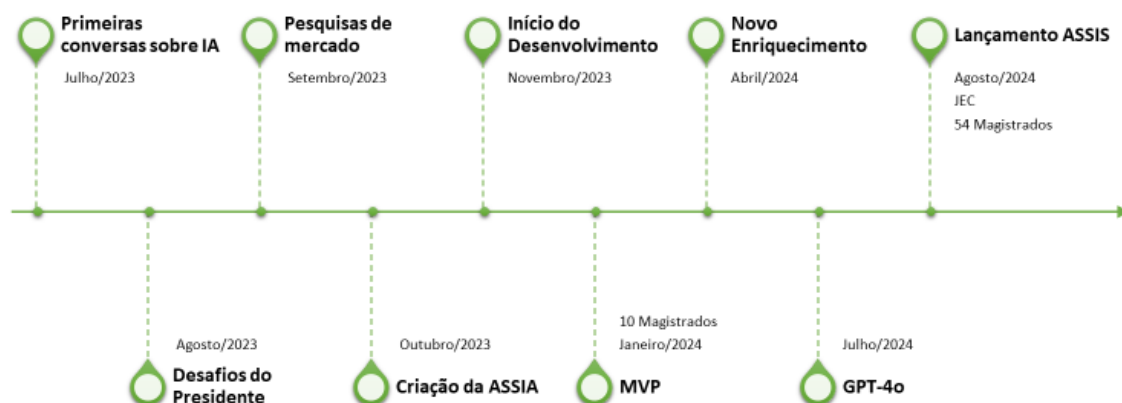 Primeiras
conversas sobre IA
Julho/2023
Pesquisas de
mercado
Setembro/2023
Início do
Desenvolvimento
Novembro/2023
Novo
Enriquecimento
Abril/2024
Lançamento ASSIS
Agosto/2024
JEC
54 Magistrados
Agosto/2023
Desafios do
Presidente
Outubro/2023
Criação da ASSIA
10 Magistrados
Janeiro/2024
MVP
Julho/2024
GPT-4o